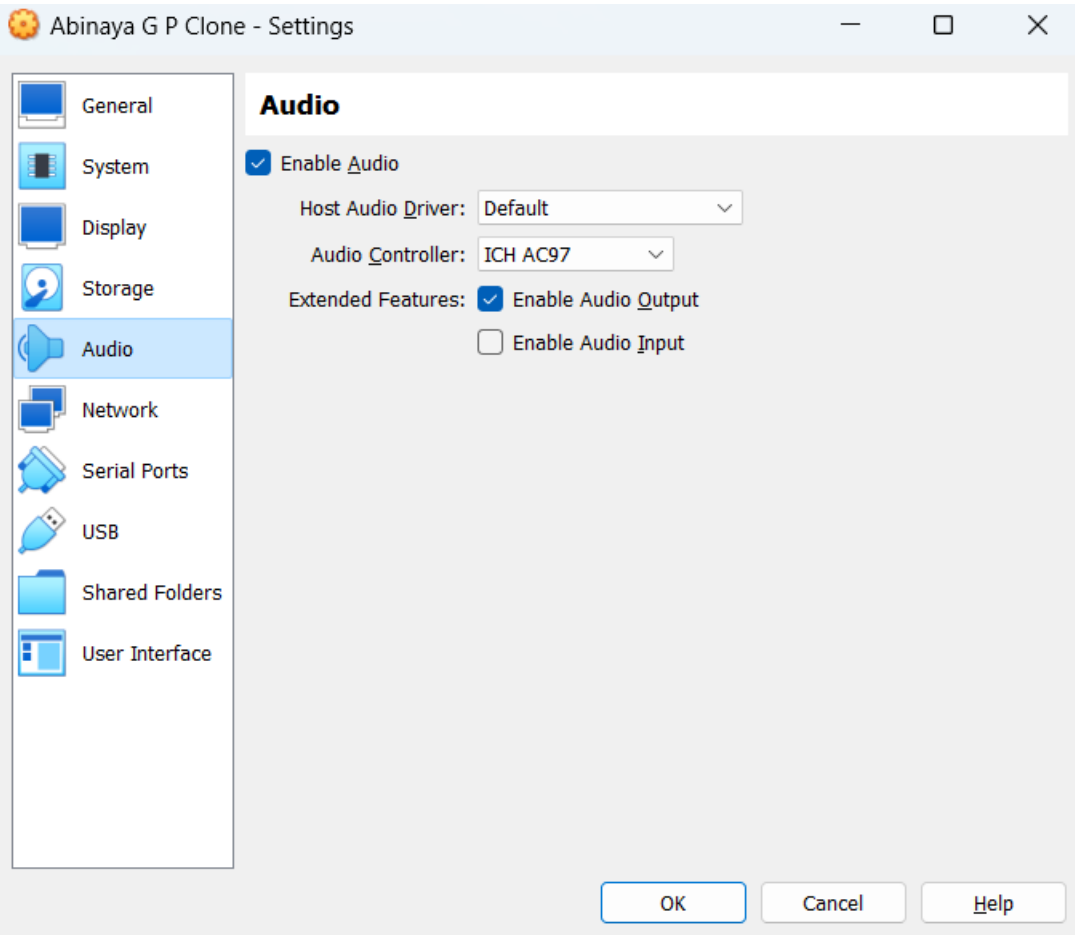 Abinaya G P Clone - Settings
General
System
Display
Storage
Audio
Network
Serial Ports
USB
Shared Folders
User Interface
Audio
Enable Audio
Host Audio Driver: Default
Audio Controller: ICH AC97
Extended Features: Enable Audio Output
Enable Audio Input
OK Cancel Help